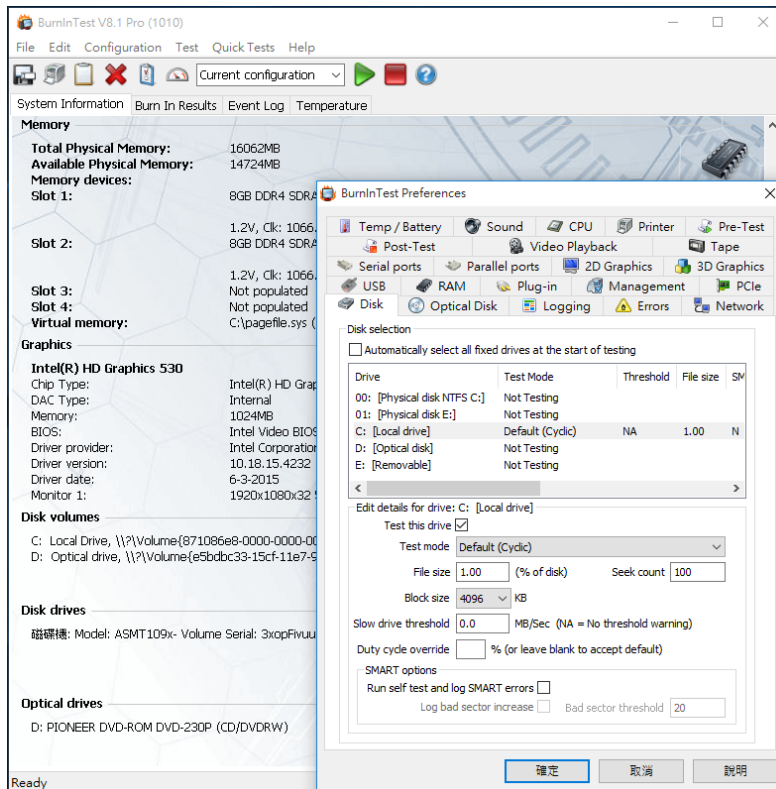 BurnInTest V8.1 Pro (1010)
File Edit Configuration Test Quick Tests Help
Current configuration
System Information Burn In Results Event Log Temperature
Memory
Total Physical Memory: 16062MB
Available Physical Memory: 14724MB
Memory devices:
Slot 1: 8GB DDR4 SDRA
1.2V, Clk: 1066.
Slot 2: 8GB DDR4 SDRA
1.2V, Clk: 1066.
Slot 3: Not populated
Slot 4: Not populated
Virtual memory: C:\pagefile.sys (
Graphics
Intel(R) HD Graphics 530
Chip Type: Intel(R) HD Grap
DAC Type: Internal
Memory: 1024MB
BIOS: Intel Video BIOS
Driver provider: Intel Corporation
Driver version: 10.18.15.4232
Driver date: 6-3-2015
Monitor 1: 1920x1080x32
Disk volumes
C: Local Drive, \\?\Volume{871086e8-0000-0000-00
D: Optical drive, \\?\Volume{e5bdbc33-15cf-11e7-9
Disk drives
磁碟機: Model: ASMT109x- Volume Serial: 3xopFivuu
Optical drives
D: PIONEER DVD-ROM DVD-230P (CD/DVDRW)
Ready
BurnInTest Preferences
Temp / Battery Sound CPU Printer Pre-Test
Post-Test Video Playback Tape
Serial ports Parallel ports 2D Graphics 3D Graphics
USB RAM Plug-in Management PCIe
Disk Optical Disk Logging Errors Network
Disk selection
Automatically select all fixed drives at the start of testing
Drive Test Mode Threshold File size SM
00: [Physical disk NTFS C:] Not Testing
01: [Physical disk E:] Not Testing
C: [Local drive] Default (Cyclic) NA 1.00 N
D: [Optical disk] Not Testing
E: [Removable] Not Testing
Edit details for drive: C: [Local drive]
Test this drive
Test mode Default (Cyclic)
File size 1.00 (% of disk) Seek count 100
Block size 4096 KB
Slow drive threshold 0.0 MB/Sec (NA = No threshold warning)
Duty cycle override % (or leave blank to accept default)
SMART options
Run self test and log SMART errors
Log bad sector increase Bad sector threshold 20
確定 取消 說明